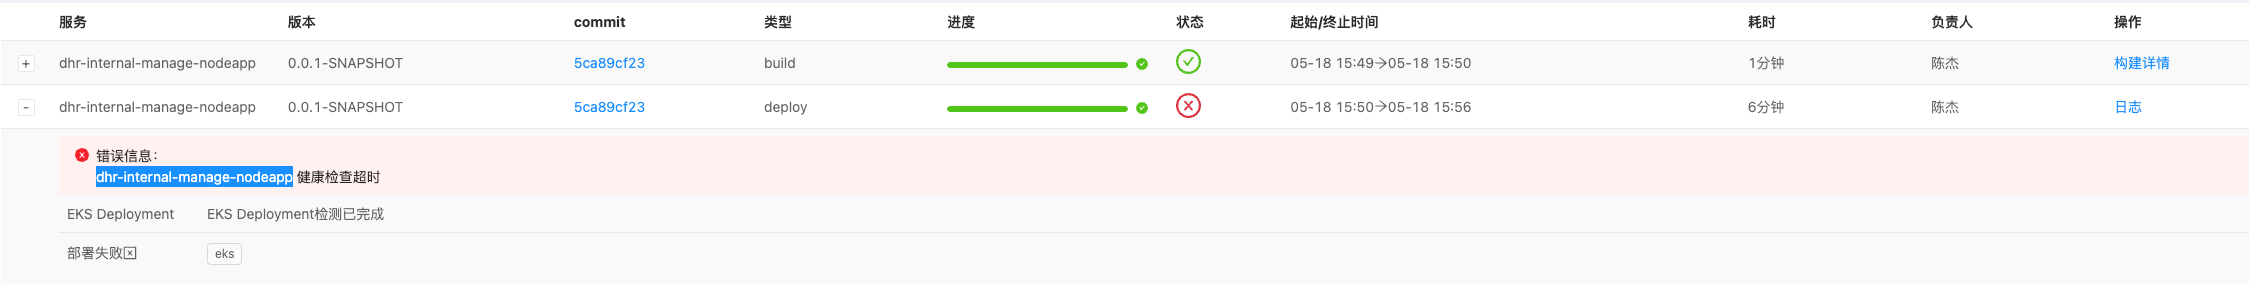 服务 版本 commit 类型 进度 状态 起始/终止时间 耗时 负责人 操作
+ dhr-internal-manage-nodeapp 0.0.1-SNAPSHOT 5ca89cf23 build 05-18 15:49→05-18 15:50 1分钟 陈杰 构建详情
- dhr-internal-manage-nodeapp 0.0.1-SNAPSHOT 5ca89cf23 deploy 05-18 15:50→05-18 15:56 6分钟 陈杰 日志
错误信息：
dhr-internal-manage-nodeapp 健康检查超时
EKS Deployment EKS Deployment检测已完成
部署失败 eks